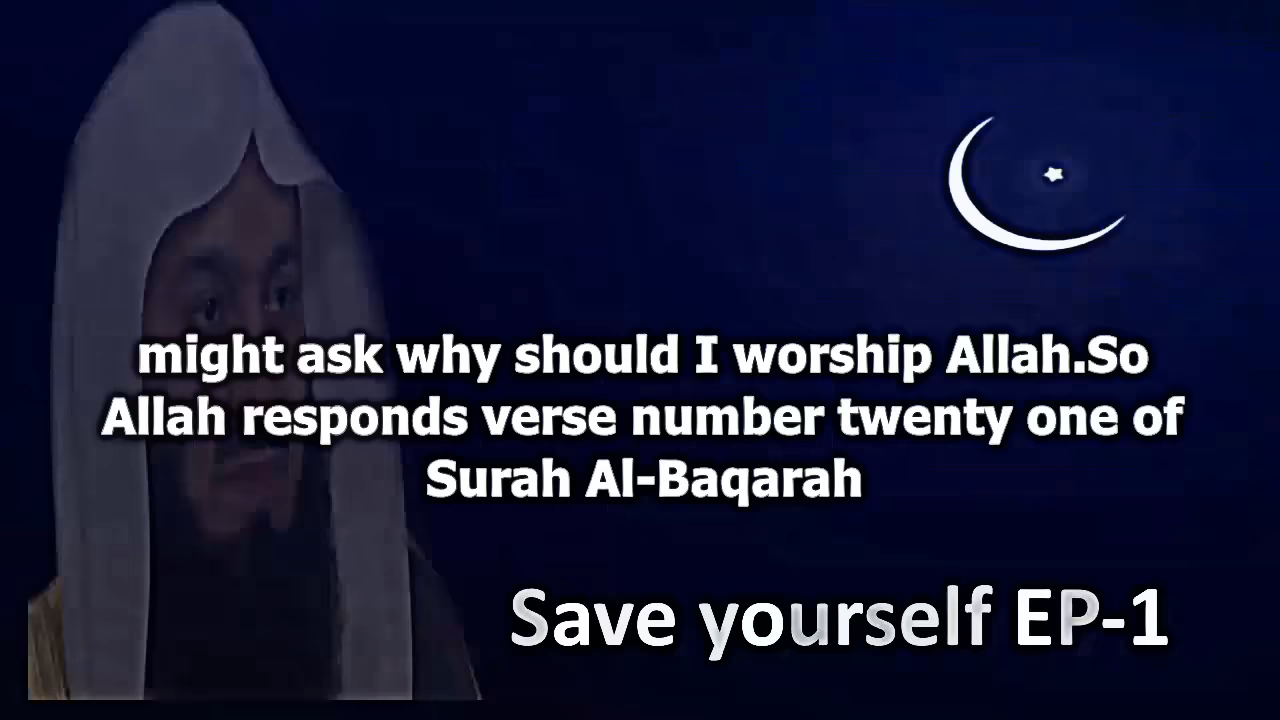 might ask why should I worship Allah.So
Allah responds verse number twenty one of
Surah Al-Baqarah
Save yourself EP-1